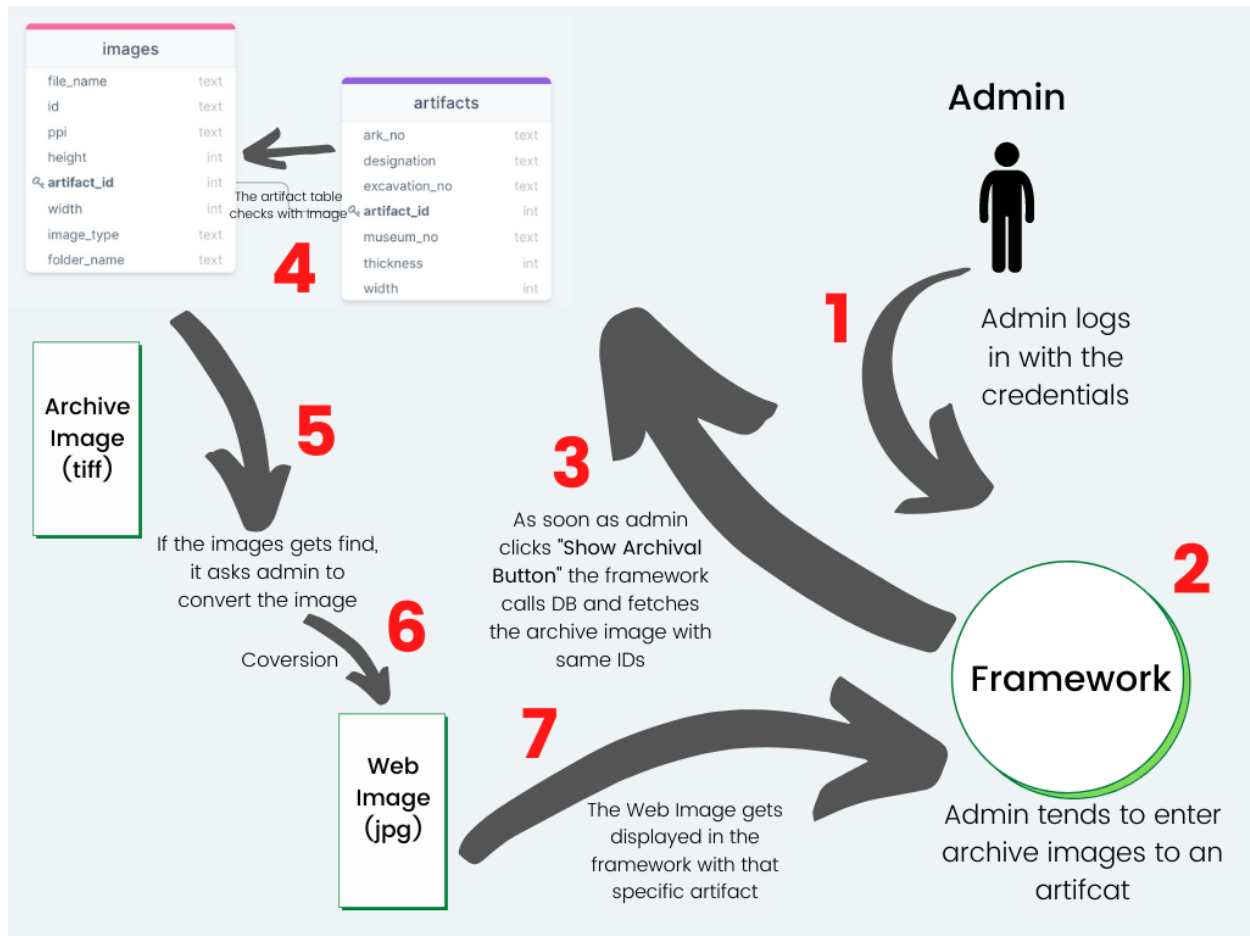 images
file_name text
id text
ppi text
height int
artifact_id int
width int
image_type text
folder_name text
artifacts
ark_no text
designation text
excavation_no text
artifact_id int
museum_no text
thickness int
width int
The artifact table
checks with Image
4
Admin
1
Admin logs
in with the
credentials
Archive
Image
(tiff)
5
If the images gets find,
it asks admin to
convert the image
3
As soon as admin
clicks "Show Archival
Button" the framework
calls DB and fetches
the archive image with
same IDs
2
Framework
Admin tends to enter
archive images to an
artifcat
6
Coversion
Web
Image
(jpg)
7
The Web Image gets
displayed in the
framework with that
specific artifact